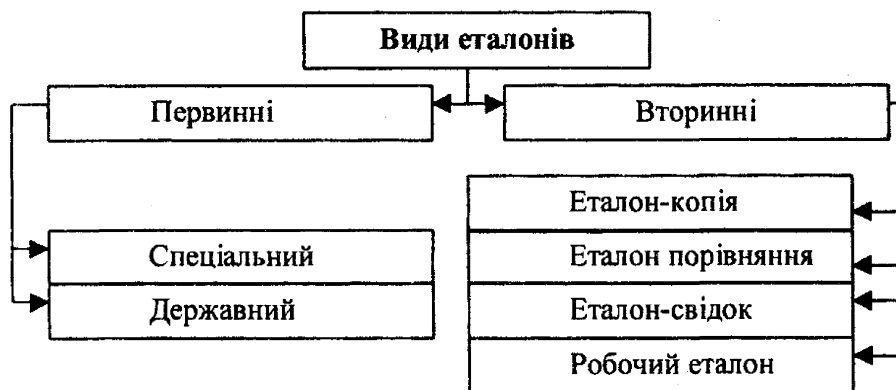 Види еталонів
Первинні
Вторинні
Спеціальний
Державний
Еталон-копія
Еталон порівняння
Еталон-свідок
Робочий еталон